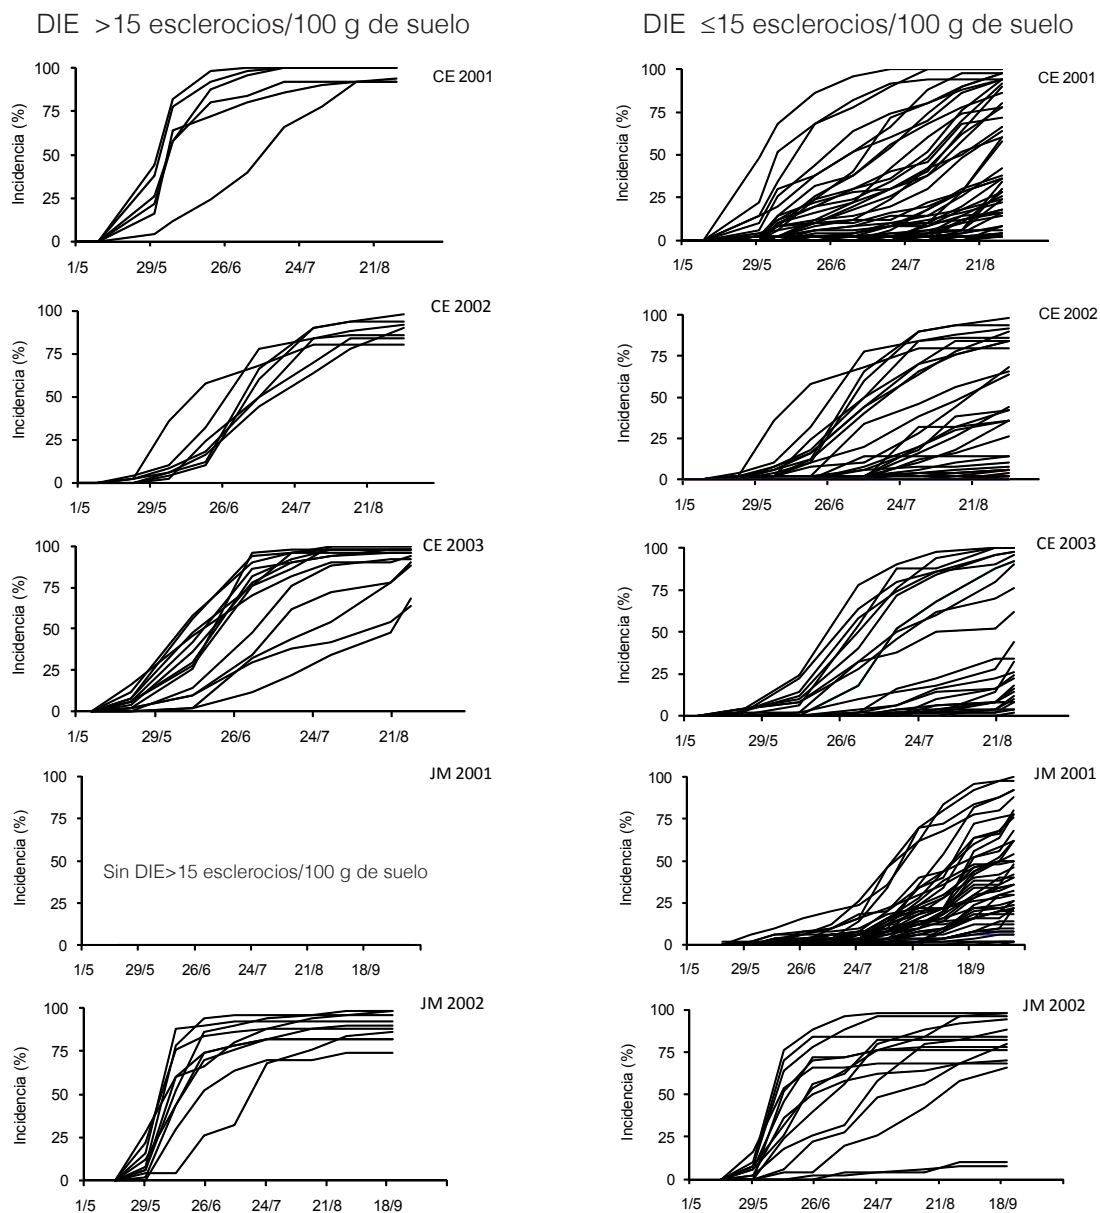 DIE >15 esclerocios/100 g de suelo
DIE ≤15 esclerocios/100 g de suelo
CE 2001
Incidencia (%)
100
75
50
25
0
1/5 29/5 26/6 24/7 21/8
CE 2001
Incidencia (%)
100
75
50
25
0
1/5 29/5 26/6 24/7 21/8
CE 2002
Incidencia (%)
100
75
50
25
0
1/5 29/5 26/6 24/7 21/8
CE 2002
Incidencia (%)
100
75
50
25
0
1/5 29/5 26/6 24/7 21/8
CE 2003
Incidencia (%)
100
75
50
25
0
1/5 29/5 26/6 24/7 21/8
CE 2003
Incidencia (%)
100
75
50
25
0
1/5 29/5 26/6 24/7 21/8
JM 2001
Incidencia (%)
100
75
50
25
0
Sin DIE>15 esclerocios/100 g de suelo
1/5 29/5 26/6 24/7 21/8 18/9
JM 2001
Incidencia (%)
100
75
50
25
0
1/5 29/5 26/6 24/7 21/8 18/9
JM 2002
Incidencia (%)
100
75
50
25
0
1/5 29/5 26/6 24/7 21/8 18/9
JM 2002
Incidencia (%)
100
75
50
25
0
1/5 29/5 26/6 24/7 21/8 18/9